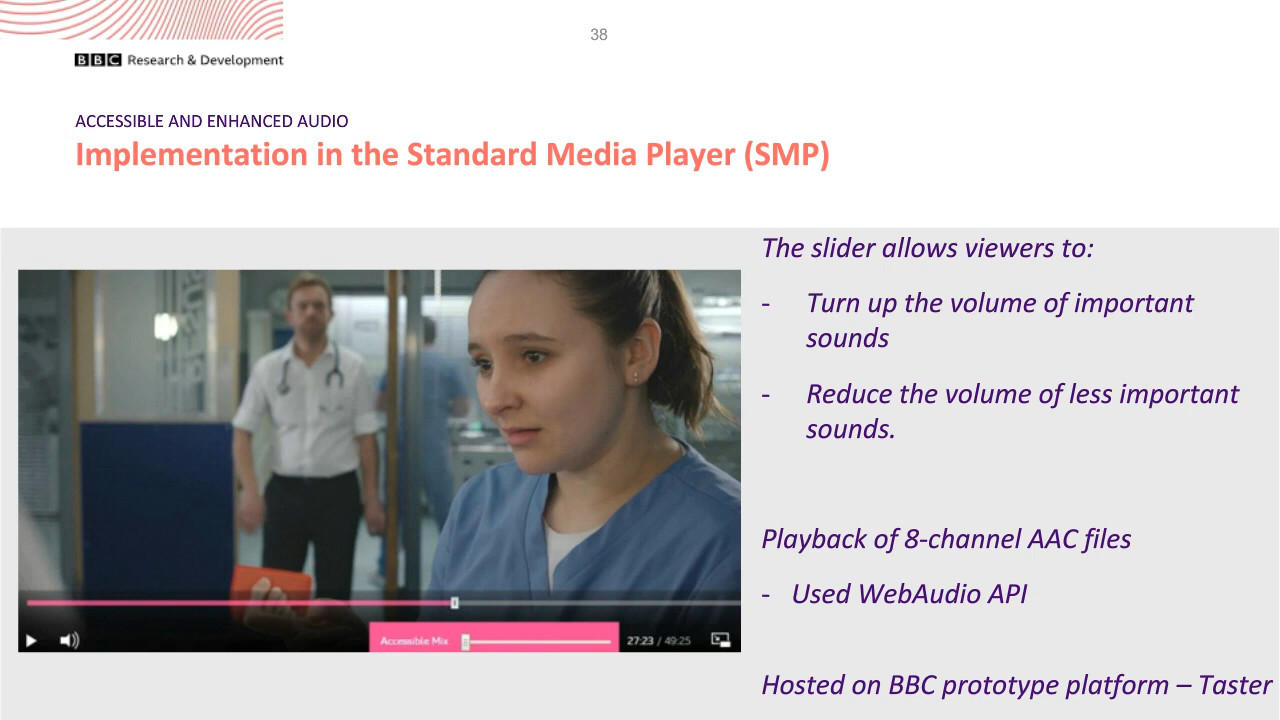 38
BBC Research & Development
ACCESSIBLE AND ENHANCED AUDIO
Implementation in the Standard Media Player (SMP)
The slider allows viewers to:
- Turn up the volume of important
sounds
- Reduce the volume of less important
sounds.
Playback of 8-channel AAC files
- Used WebAudio API
Hosted on BBC prototype platform – Taster
Accessible Mix
27:23 / 49:25